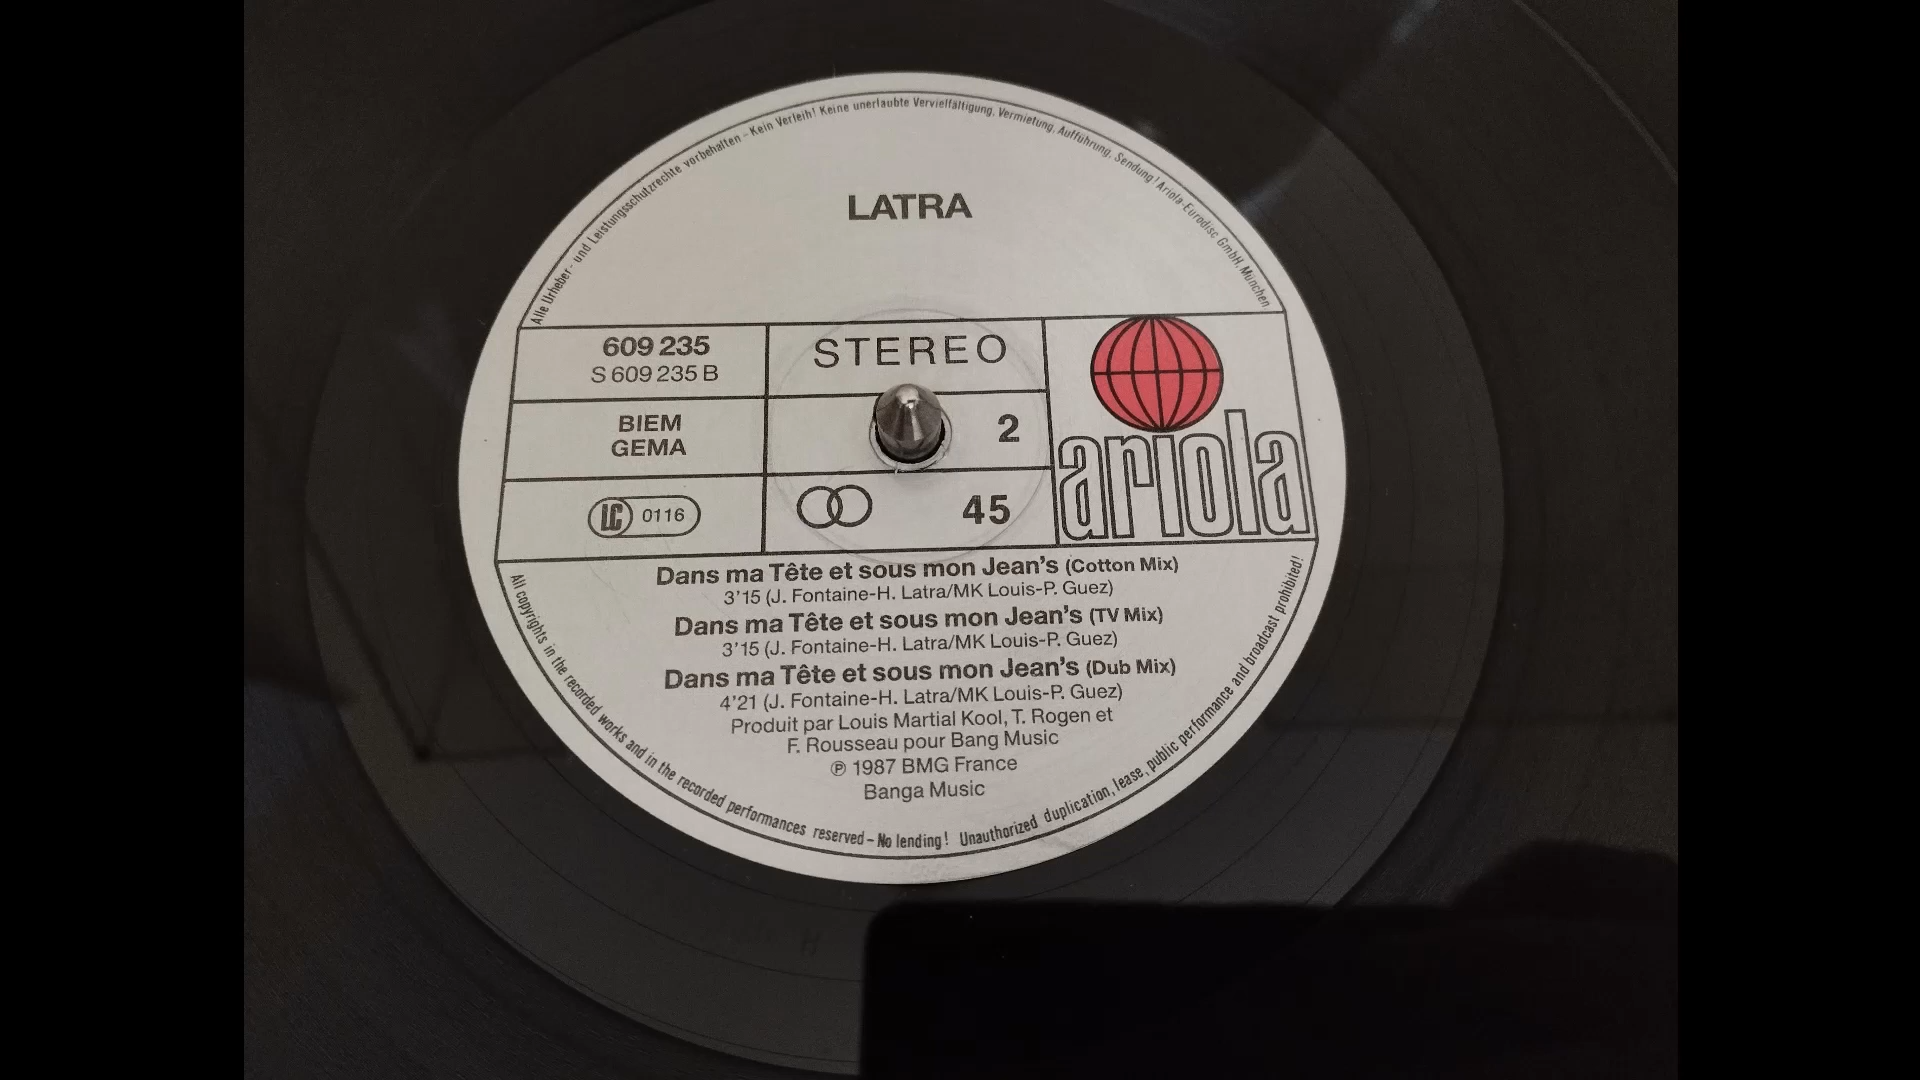 Alle Urheber- und Leistungsschutzrechte vorbehalten - Kein Verleih! Keine unerlaubte Vervielfältigung, Vermietung, Aufführung, Sendung! Ariola-Eurodisc GmbH, München
LATRA
609 235
S 609 235 B
STEREO
BIEM
GEMA
2
LC 0116
45
ariola
Dans ma Tête et sous mon Jean's (Cotton Mix)
3'15 (J. Fontaine-H. Latra/MK Louis-P. Guez)
Dans ma Tête et sous mon Jean's (TV Mix)
3'15 (J. Fontaine-H. Latra/MK Louis-P. Guez)
Dans ma Tête et sous mon Jean's (Dub Mix)
4'21 (J. Fontaine-H. Latra/MK Louis-P. Guez)
Produit par Louis Martial Kool, T. Rogen et
F. Rousseau pour Bang Music
℗ 1987 BMG France
Banga Music
All copyrights in the recorded works and in the recorded performances reserved - No lending! Unauthorized duplication, lease, public performance and broadcast prohibited!